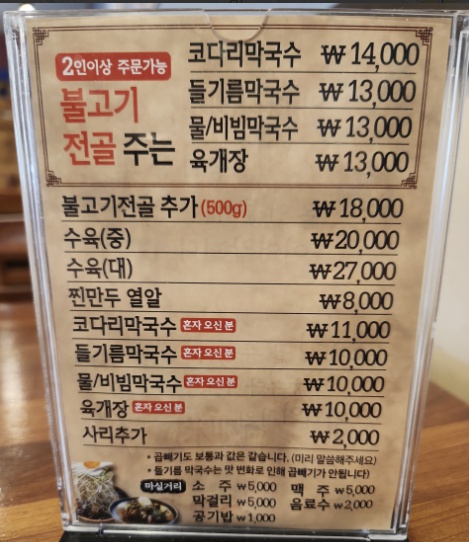 2인이상 주문가능
불고기
전골 주는
코다리막국수 ₩ 14,000
들기름막국수 ₩ 13,000
물/비빔막국수 ₩ 13,000
육개장 ₩ 13,000
불고기전골 추가 (500g) ₩ 18,000
수육(중) ₩20,000
수육(대) ₩27,000
찐만두 열알 ₩8,000
코다리막국수 혼자 오신 분 ₩ 11,000
들기름막국수 혼자 오신 분 ₩ 10,000
물/비빔막국수 혼자 오신 분 ₩ 10,000
육개장 혼자 오신 분 ₩ 10,000
사리추가 ₩ 2,000
• 곱빼기도 보통과 값은 같습니다. (미리 말씀해주세요)
• 들기름 막국수는 맛 변화로 인해 곱빼기가 안됩니다)
마실거리 소 주 ₩5,000 맥 주 ₩5,000
막걸리 ₩5,000 음료수 ₩2,000
공기밥 ₩1,000